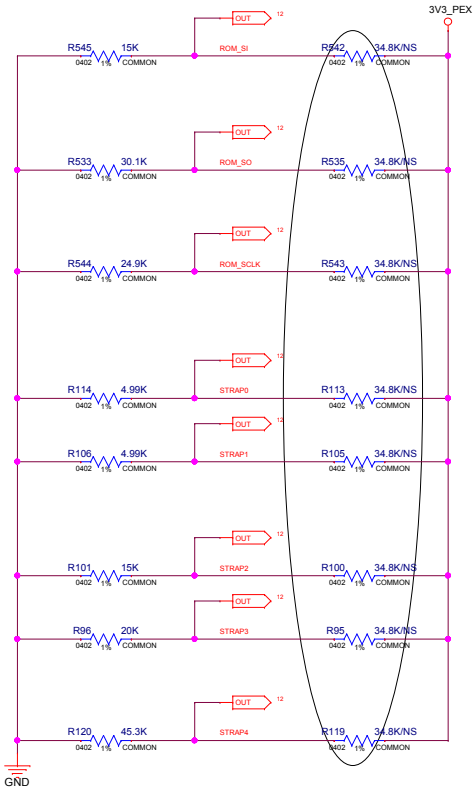 3V3_PEX
OUT 12
R545 15K ROM_SI R542 34.8K/NS
0402 1% COMMON 0402 1% COMMON
OUT 12
R533 30.1K ROM_SO R535 34.8K/NS
0402 1% COMMON 0402 1% COMMON
OUT 12
R544 24.9K ROM_SCLK R543 34.8K/NS
0402 1% COMMON 0402 1% COMMON
OUT 12
R114 4.99K STRAP0 R113 34.8K/NS
0402 1% COMMON 0402 1% COMMON
OUT 12
R106 4.99K STRAP1 R105 34.8K/NS
0402 1% COMMON 0402 1% COMMON
OUT 12
R101 15K STRAP2 R100 34.8K/NS
0402 1% COMMON 0402 1% COMMON
OUT 12
R96 20K STRAP3 R95 34.8K/NS
0402 1% COMMON 0402 1% COMMON
OUT 12
R120 45.3K STRAP4 R119 34.8K/NS
0402 1% COMMON 0402 1% COMMON
GND